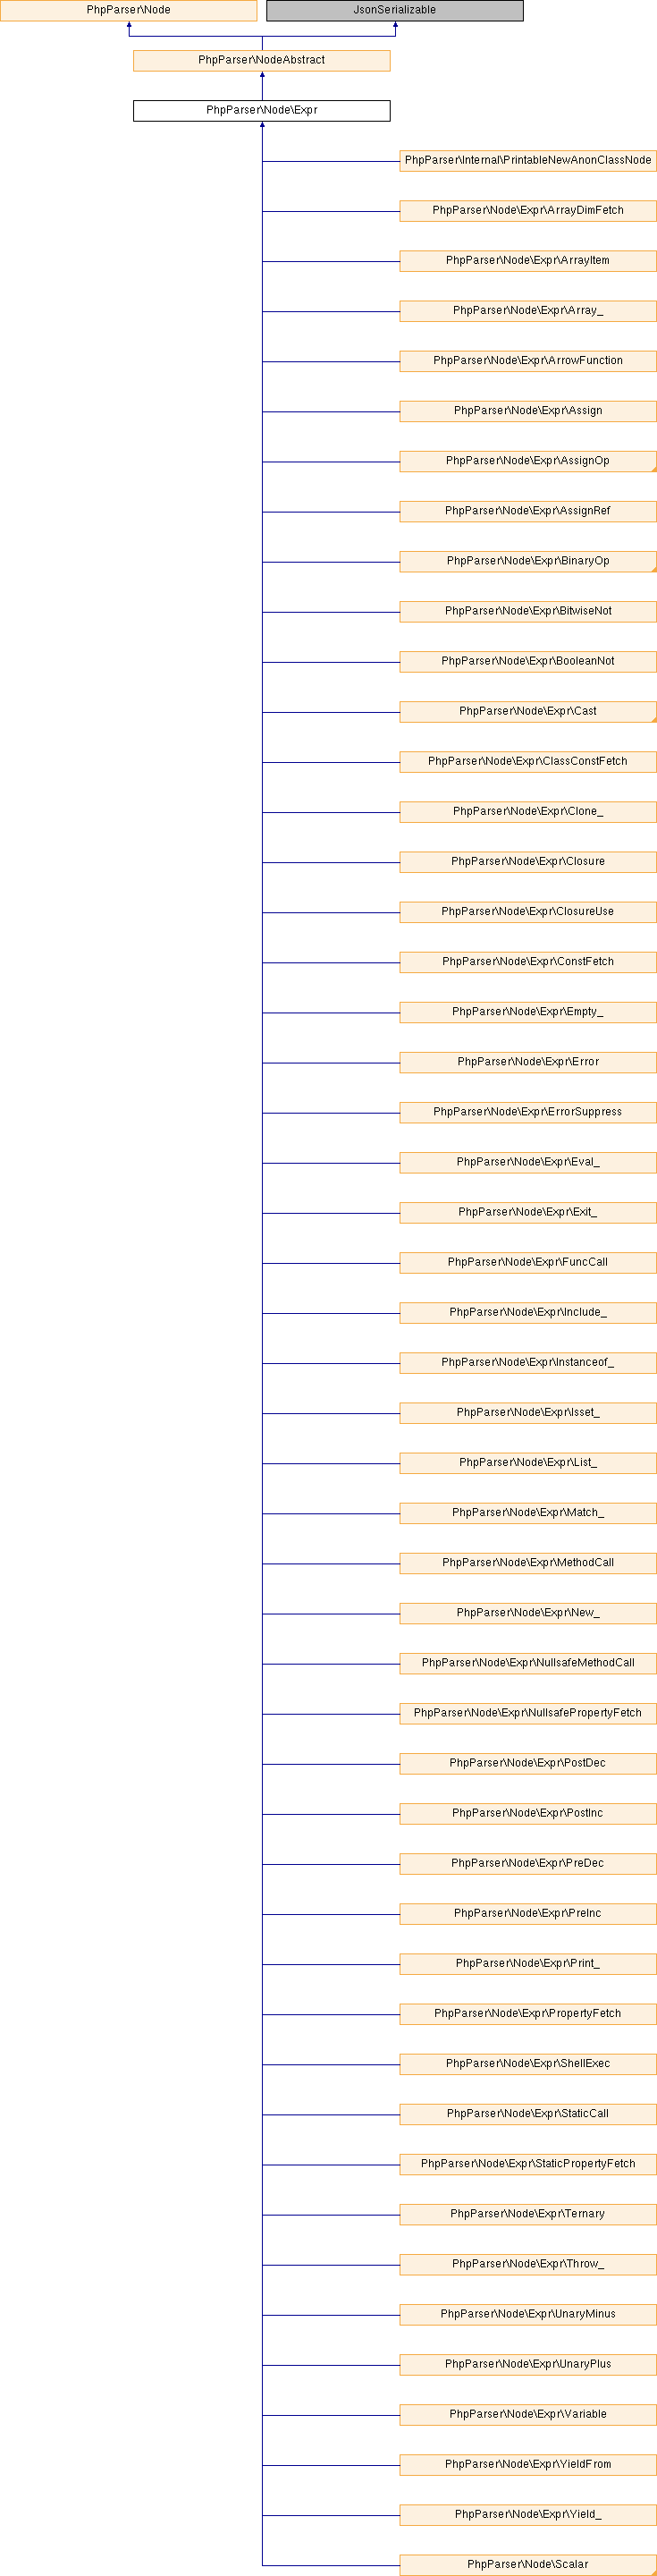 PhpParser\Node
JsonSerializable
PhpParser\NodeAbstract
PhpParser\Node\Expr
PhpParser\Internal\PrintableNewAnonClassNode
PhpParser\Node\Expr\ArrayDimFetch
PhpParser\Node\Expr\ArrayItem
PhpParser\Node\Expr\Array_
PhpParser\Node\Expr\ArrowFunction
PhpParser\Node\Expr\Assign
PhpParser\Node\Expr\AssignOp
PhpParser\Node\Expr\AssignRef
PhpParser\Node\Expr\BinaryOp
PhpParser\Node\Expr\BitwiseNot
PhpParser\Node\Expr\BooleanNot
PhpParser\Node\Expr\Cast
PhpParser\Node\Expr\ClassConstFetch
PhpParser\Node\Expr\Clone_
PhpParser\Node\Expr\Closure
PhpParser\Node\Expr\ClosureUse
PhpParser\Node\Expr\ConstFetch
PhpParser\Node\Expr\Empty_
PhpParser\Node\Expr\Error
PhpParser\Node\Expr\ErrorSuppress
PhpParser\Node\Expr\Eval_
PhpParser\Node\Expr\Exit_
PhpParser\Node\Expr\FuncCall
PhpParser\Node\Expr\Include_
PhpParser\Node\Expr\Instanceof_
PhpParser\Node\Expr\Isset_
PhpParser\Node\Expr\List_
PhpParser\Node\Expr\Match_
PhpParser\Node\Expr\MethodCall
PhpParser\Node\Expr\New_
PhpParser\Node\Expr\NullsafeMethodCall
PhpParser\Node\Expr\NullsafePropertyFetch
PhpParser\Node\Expr\PostDec
PhpParser\Node\Expr\PostInc
PhpParser\Node\Expr\PreDec
PhpParser\Node\Expr\PreInc
PhpParser\Node\Expr\Print_
PhpParser\Node\Expr\PropertyFetch
PhpParser\Node\Expr\ShellExec
PhpParser\Node\Expr\StaticCall
PhpParser\Node\Expr\StaticPropertyFetch
PhpParser\Node\Expr\Ternary
PhpParser\Node\Expr\Throw_
PhpParser\Node\Expr\UnaryMinus
PhpParser\Node\Expr\UnaryPlus
PhpParser\Node\Expr\Variable
PhpParser\Node\Expr\YieldFrom
PhpParser\Node\Expr\Yield_
PhpParser\Node\Scalar